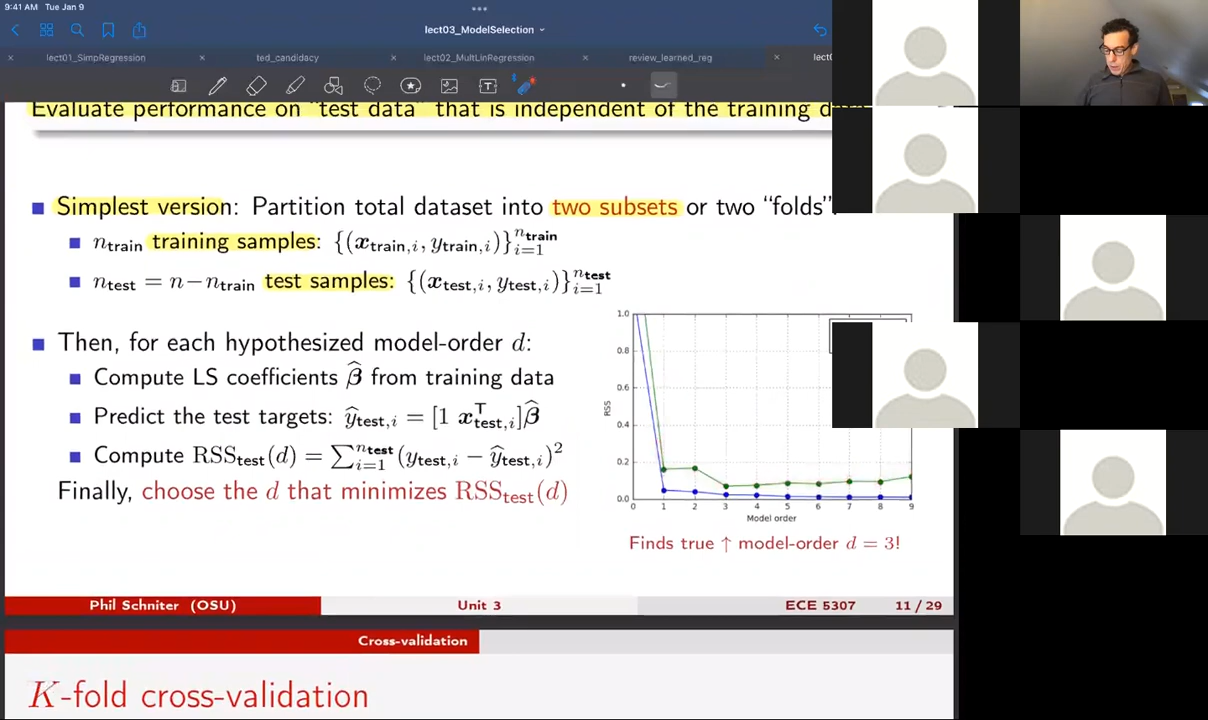 9:41 AM Tue Jan 9
lect03_ModelSelection
lect01_SimpRegression
ted_candidacy
lect02_MultLinRegression
review_learned_reg
Evaluate performance on "test data" that is independent of the training
Simplest version: Partition total dataset into two subsets or two "folds".
n_train training samples: {(x_train,i, y_train,i)}_{i=1}^{n_train}
n_test = n−n_train test samples: {(x_test,i, y_test,i)}_{i=1}^{n_test}
Then, for each hypothesized model-order d:
Compute LS coefficients β̂ from training data
Predict the test targets: ŷ_test,i = [1 x_test,i^T]β̂
Compute RSS_test(d) = ∑_{i=1}^{n_test}(y_test,i − ŷ_test,i)^2
Finally, choose the d that minimizes RSS_test(d)
1.0
0.8
0.6
0.4
0.2
0.0
RSS
0 1 2 3 4 5 6 7 8 9
Model order
Finds true ↑ model-order d = 3!
Phil Schniter (OSU)
Unit 3
ECE 5307
11 / 29
Cross-validation
K-fold cross-validation